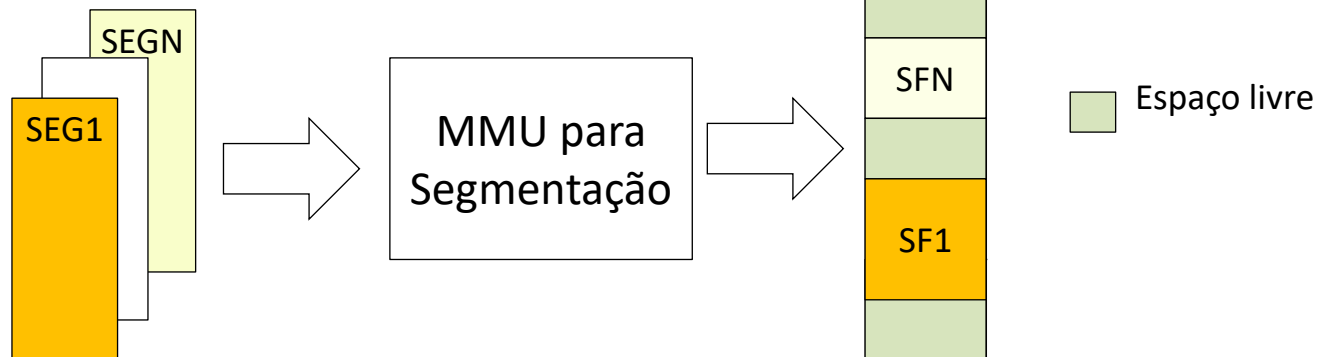 SEGN
SEG1
MMU para
Segmentação
SFN
SF1
Espaço livre